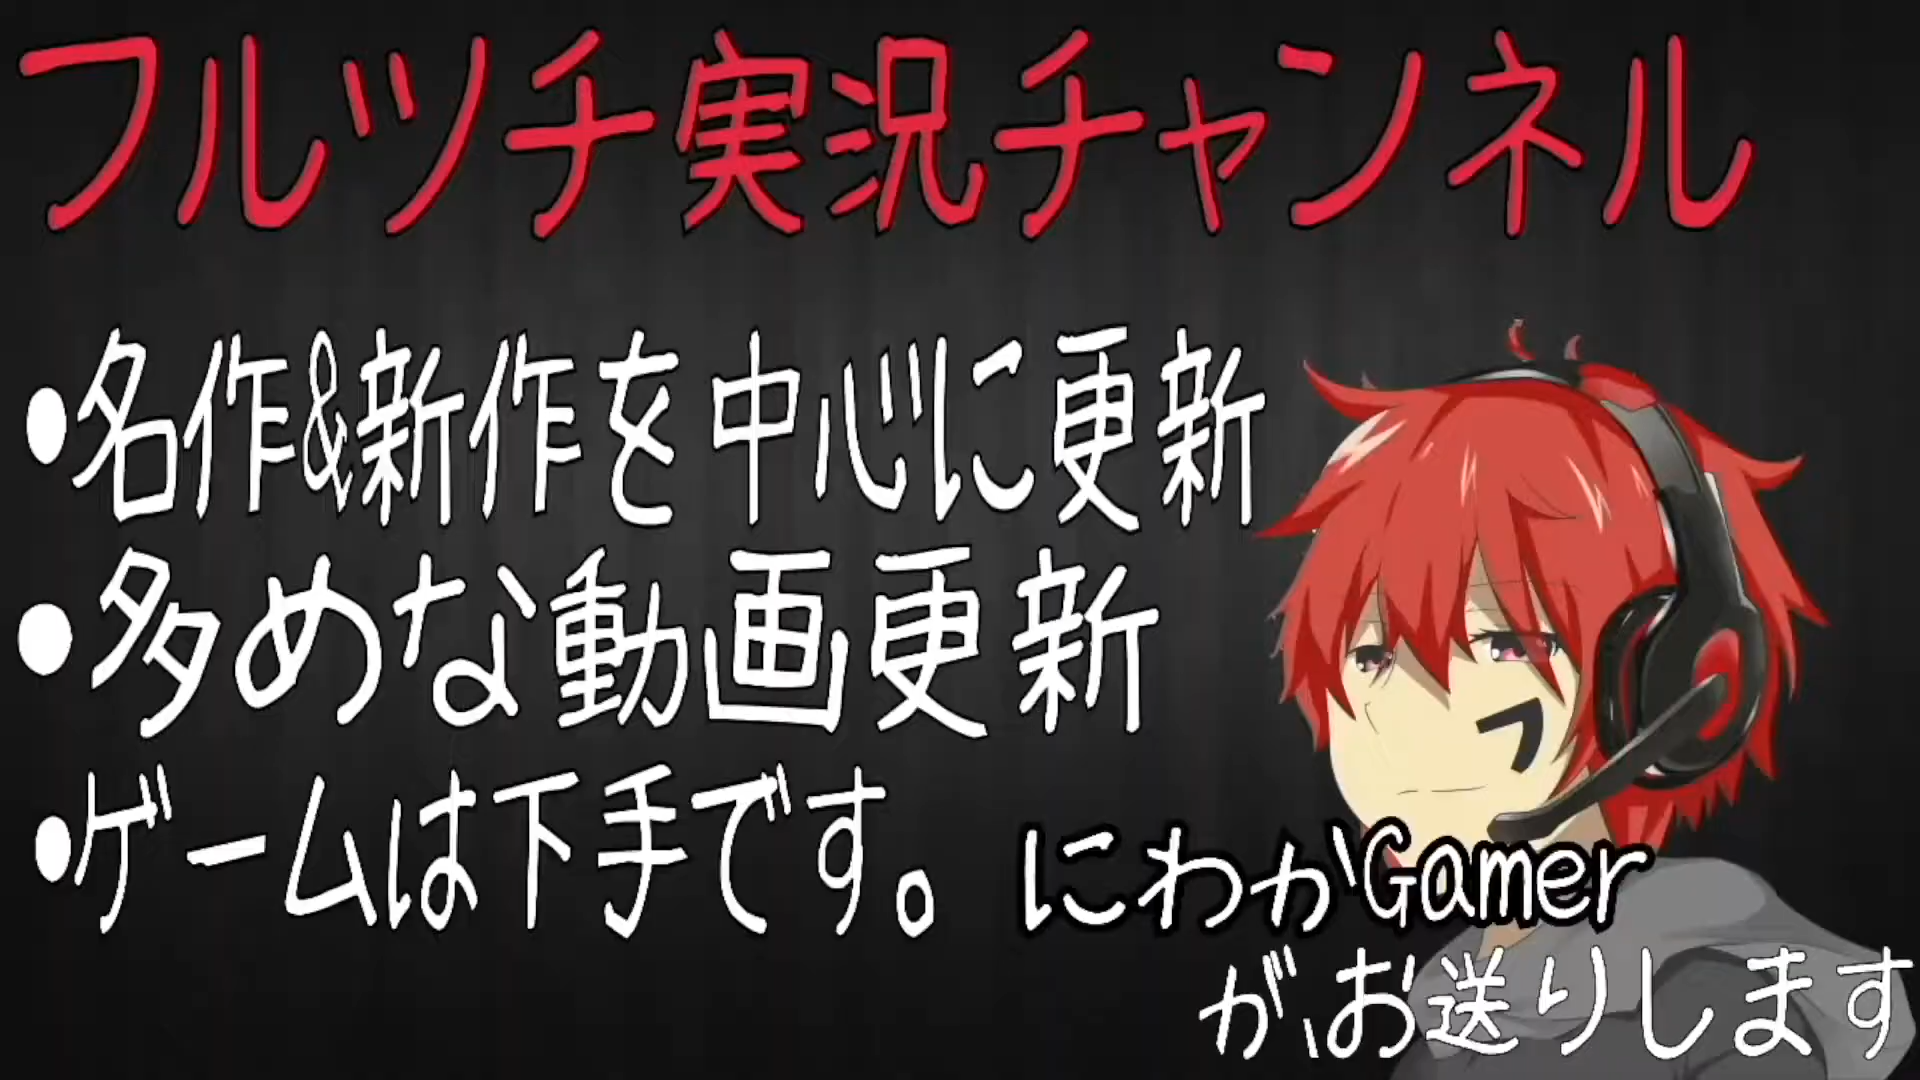 フルツチ実況チャンネル
•名作&新作を中心に更新
•多めな動画更新
•ゲームは下手です。
にわかGamer
がお送りします
フ